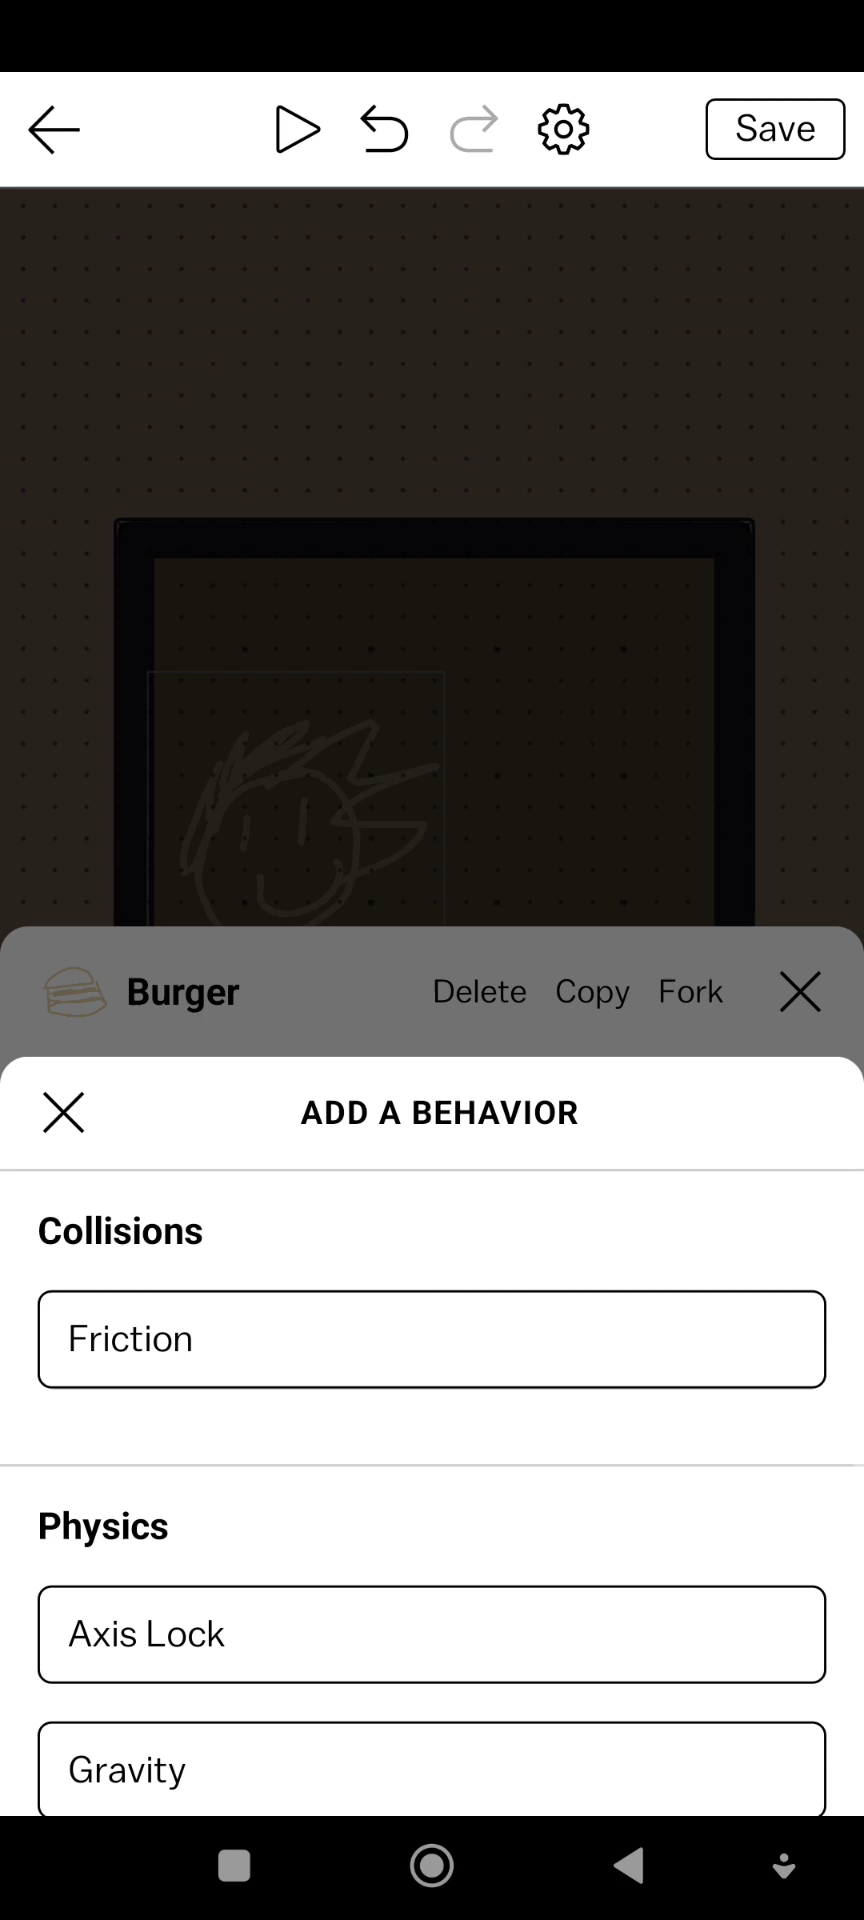 Save
Burger Delete Copy Fork
ADD A BEHAVIOR
Collisions
Friction
Physics
Axis Lock
Gravity